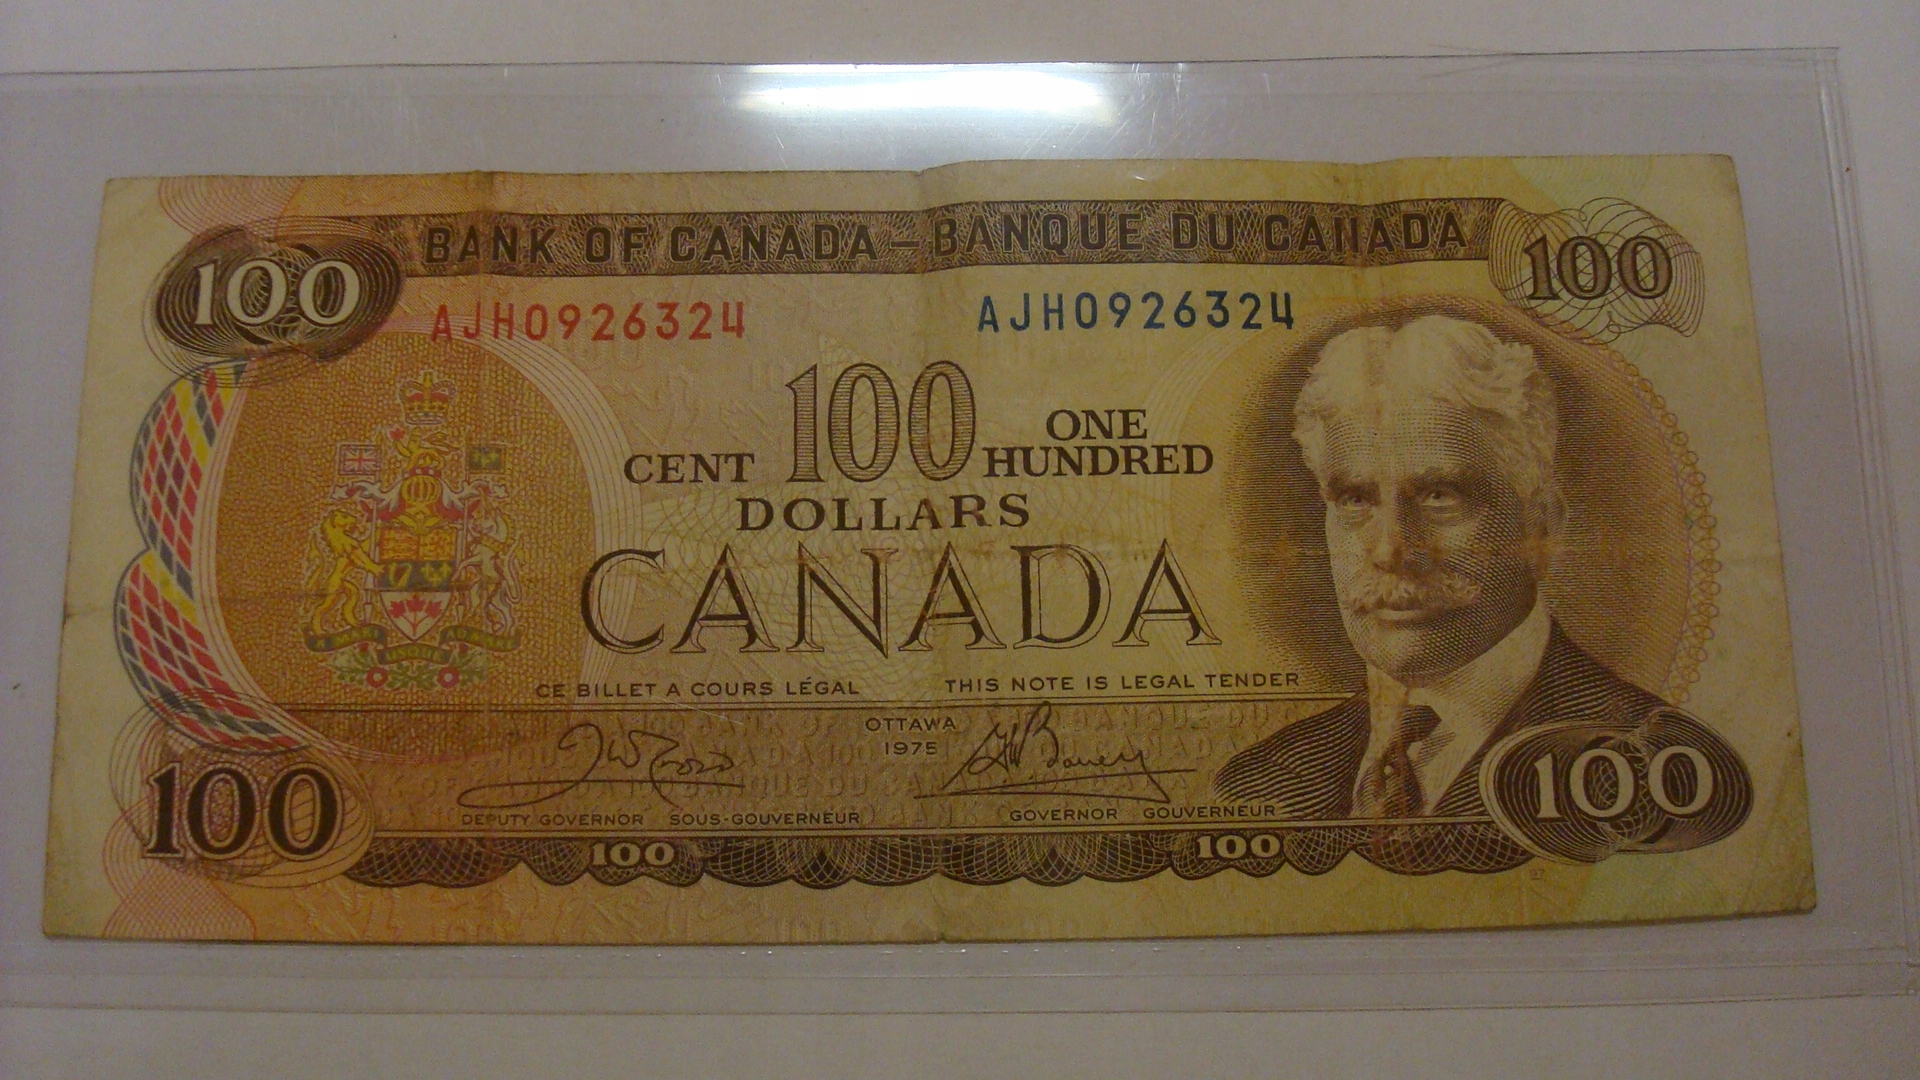 BANK OF CANADA – BANQUE DU CANADA
100 100
AJH0926324 AJH0926324
CENT 100 ONE HUNDRED
DOLLARS
CANADA
CE BILLET A COURS LÉGAL THIS NOTE IS LEGAL TENDER
OTTAWA
1975
DEPUTY GOVERNOR SOUS-GOUVERNEUR GOVERNOR GOUVERNEUR
100 100
100 100